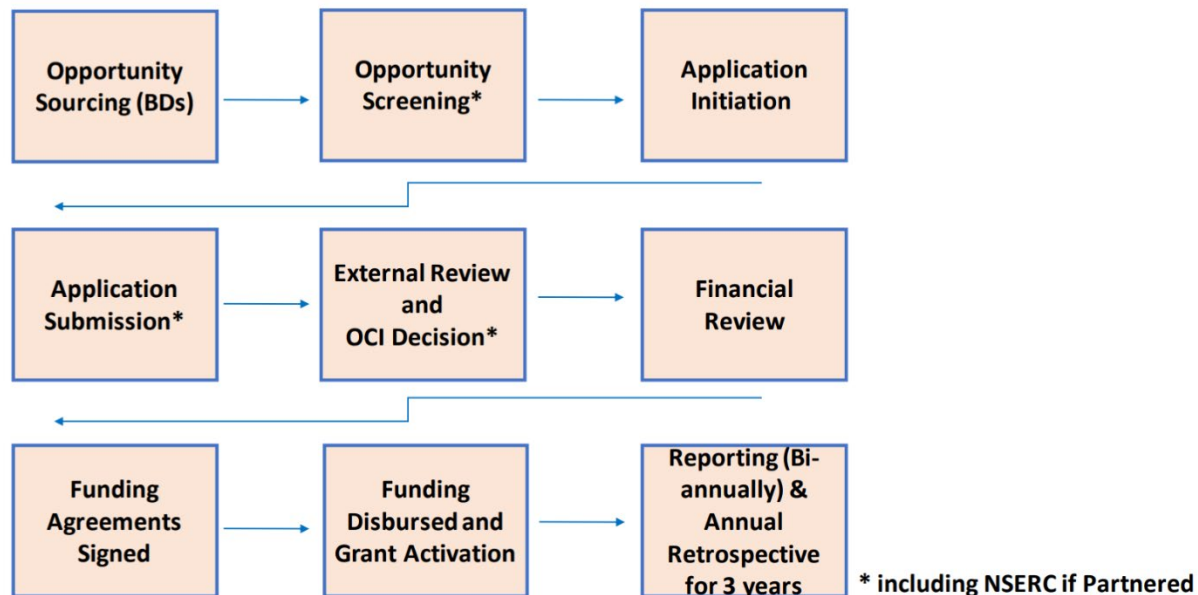 Opportunity
Sourcing (BDs)
Opportunity
Screening*
Application
Initiation
Application
Submission*
External Review
and
OCI Decision*
Financial
Review
Funding
Agreements
Signed
Funding
Disbursed and
Grant Activation
Reporting (Bi-
annually) &
Annual
Retrospective
for 3 years
* including NSERC if Partnered